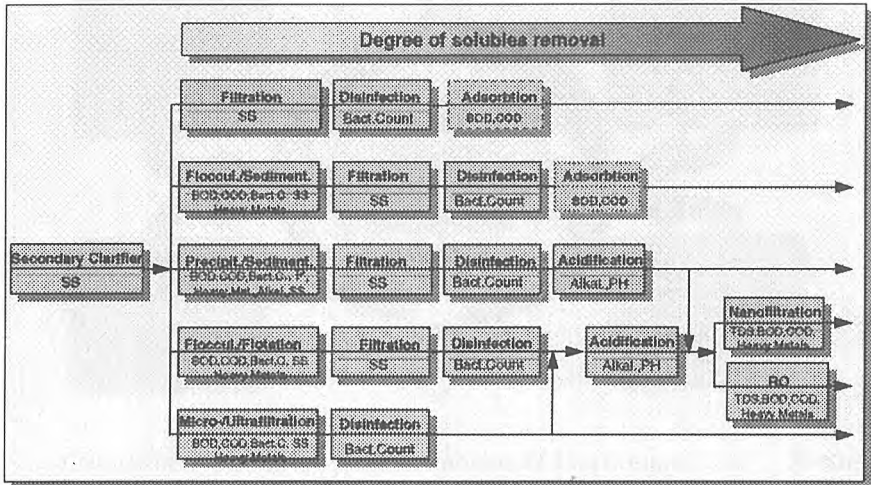 Degree of solubles removal
Filtration
SS
Disinfection
Bact.Count
Adsorbtion
BOD,COD
Floccul./Sediment.
BOD,COD,Bact.C. SS
Heavy Metals
Filtration
SS
Disinfection
Bact.Count
Adsorbtion
BOD,COD
Secondary Clarifier
SS
Precipit./Sediment.
BOD,COD,Bact.C., P,
Heavy Met.,Alkal.,SS
Filtration
SS
Disinfection
Bact.Count
Acidification
Alkal.,PH
Floccul./Flotation
BOD,COD,Bact.C. SS
Heavy Metals
Filtration
SS
Disinfection
Bact.Count
Acidification
Alkal.,PH
Nanofiltration
TDS,BOD,COD,
Heavy Metals
RO
TDS,BOD,COD,
Heavy Metals
Micro-/Ultrafiltration
BOD,COD,Bact.C. SS
Heavy Metals
Disinfection
Bact.Count